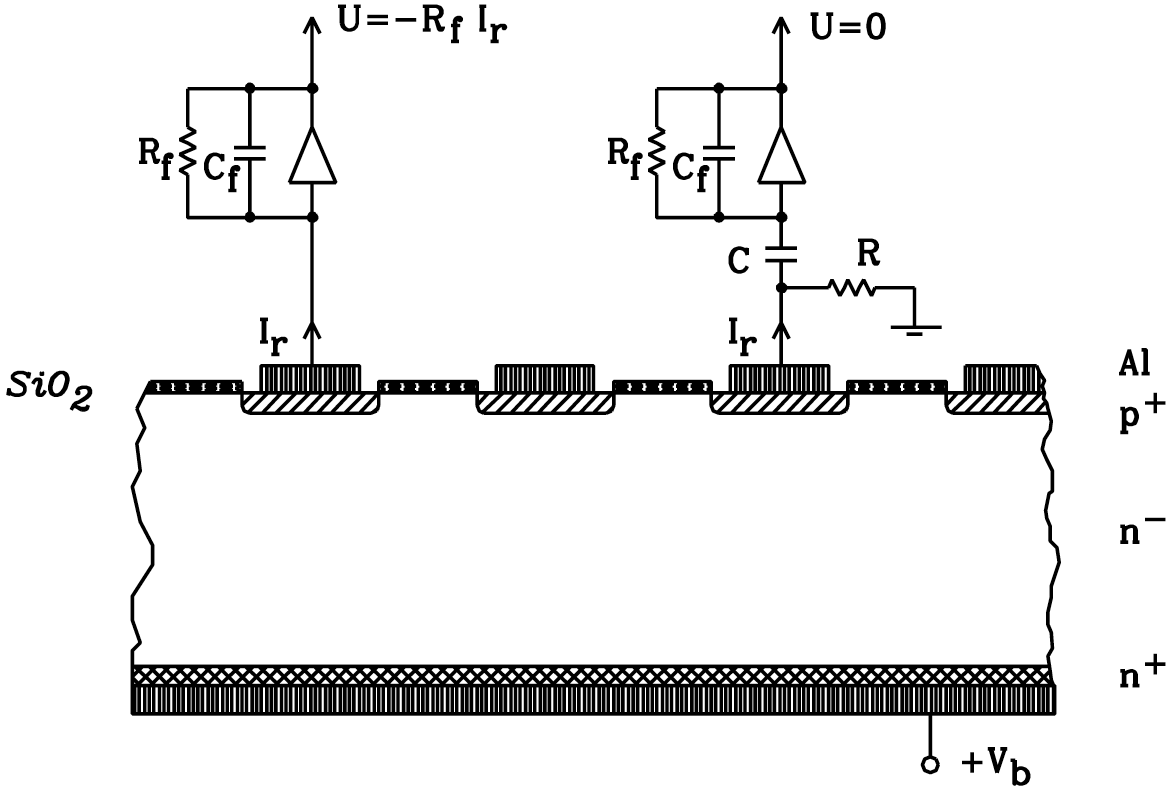 U=-R_f I_r
U=0
R_f
C_f
R_f
C_f
C
R
I_r
I_r
SiO_2
Al
p^+
n^-
n^+
+V_b